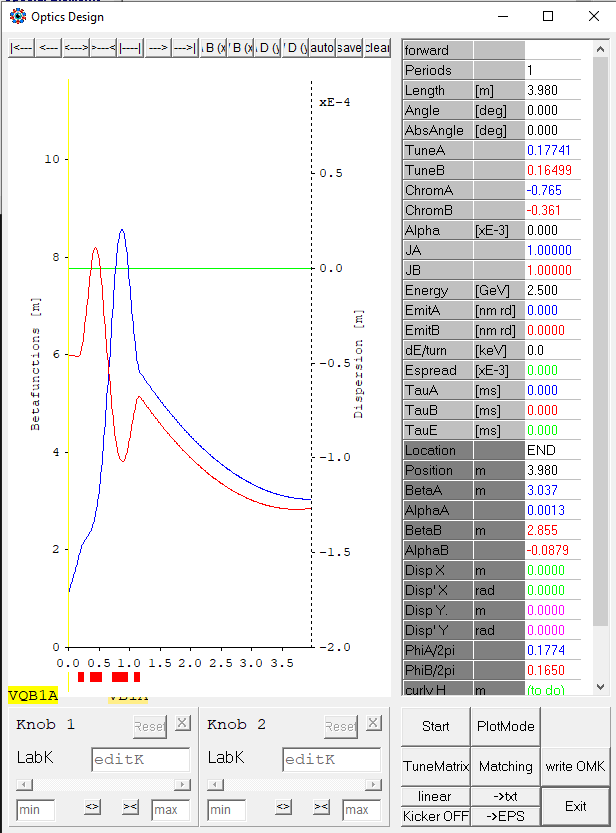 Optics Design
|<--- <--- <---> >---< |----| ---> --->| A B (x ' B (x A D (y ' D (y auto save clear
xE-4
10
8
6
4
2
0
0.5
0.0
-0.5
-1.0
-1.5
-2.0
Betafunctions [m]
Dispersion [m]
0.0 0.5 1.0 1.5 2.0 2.5 3.0 3.5
VQB1A VB1A
forward
Periods 1
Length [m] 3.980
Angle [deg] 0.000
AbsAngle [deg] 0.000
TuneA 0.17741
TuneB 0.16499
ChromA -0.765
ChromB -0.361
Alpha [xE-3] 0.000
JA 1.00000
JB 1.00000
Energy [GeV] 2.500
EmitA [nm rd] 0.000
EmitB [nm rd] 0.0000
dE/turn [keV] 0.0
Espread [xE-3] 0.000
TauA [ms] 0.000
TauB [ms] 0.000
TauE [ms] 0.000
Location END
Position m 3.980
BetaA m 3.037
AlphaA 0.0013
BetaB m 2.855
AlphaB -0.0879
Disp X m 0.0000
Disp' X rad 0.0000
Disp Y. m 0.0000
Disp' Y rad 0.0000
PhiA/2pi 0.1774
PhiB/2pi 0.1650
curly H m (to do)
Knob 1 Reset X
LabK editK
min <> > < max
Knob 2 Reset X
LabK editK
min <> > < max
Start PlotMode
TuneMatrix Matching write OMK
linear ->txt
Kicker OFF ->EPS Exit